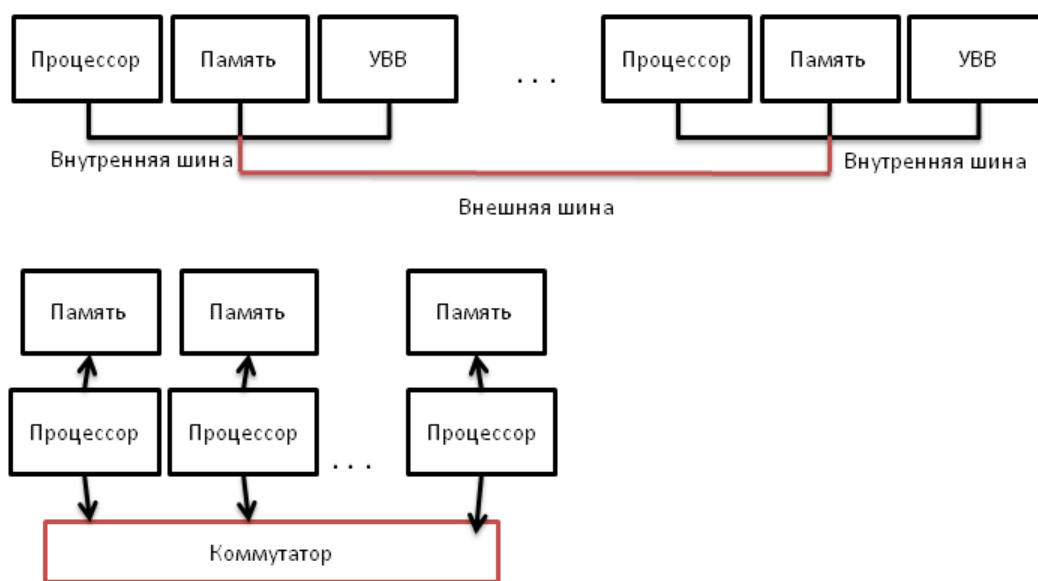 Процессор Память УВВ . . . Процессор Память УВВ
Внутренняя шина Внутренняя шина
Внешняя шина
Память Память Память
Процессор Процессор . . . Процессор
Коммутатор